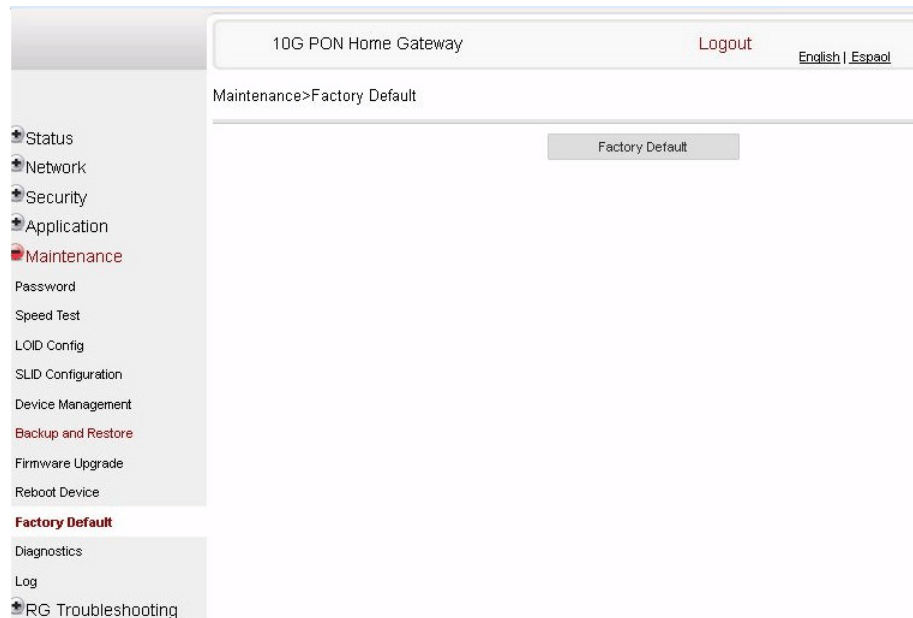 10G PON Home Gateway
Logout
English | Espaol
Maintenance>Factory Default
Factory Default
Status
Network
Security
Application
Maintenance
Password
Speed Test
LOID Config
SLID Configuration
Device Management
Backup and Restore
Firmware Upgrade
Reboot Device
Factory Default
Diagnostics
Log
RG Troubleshooting